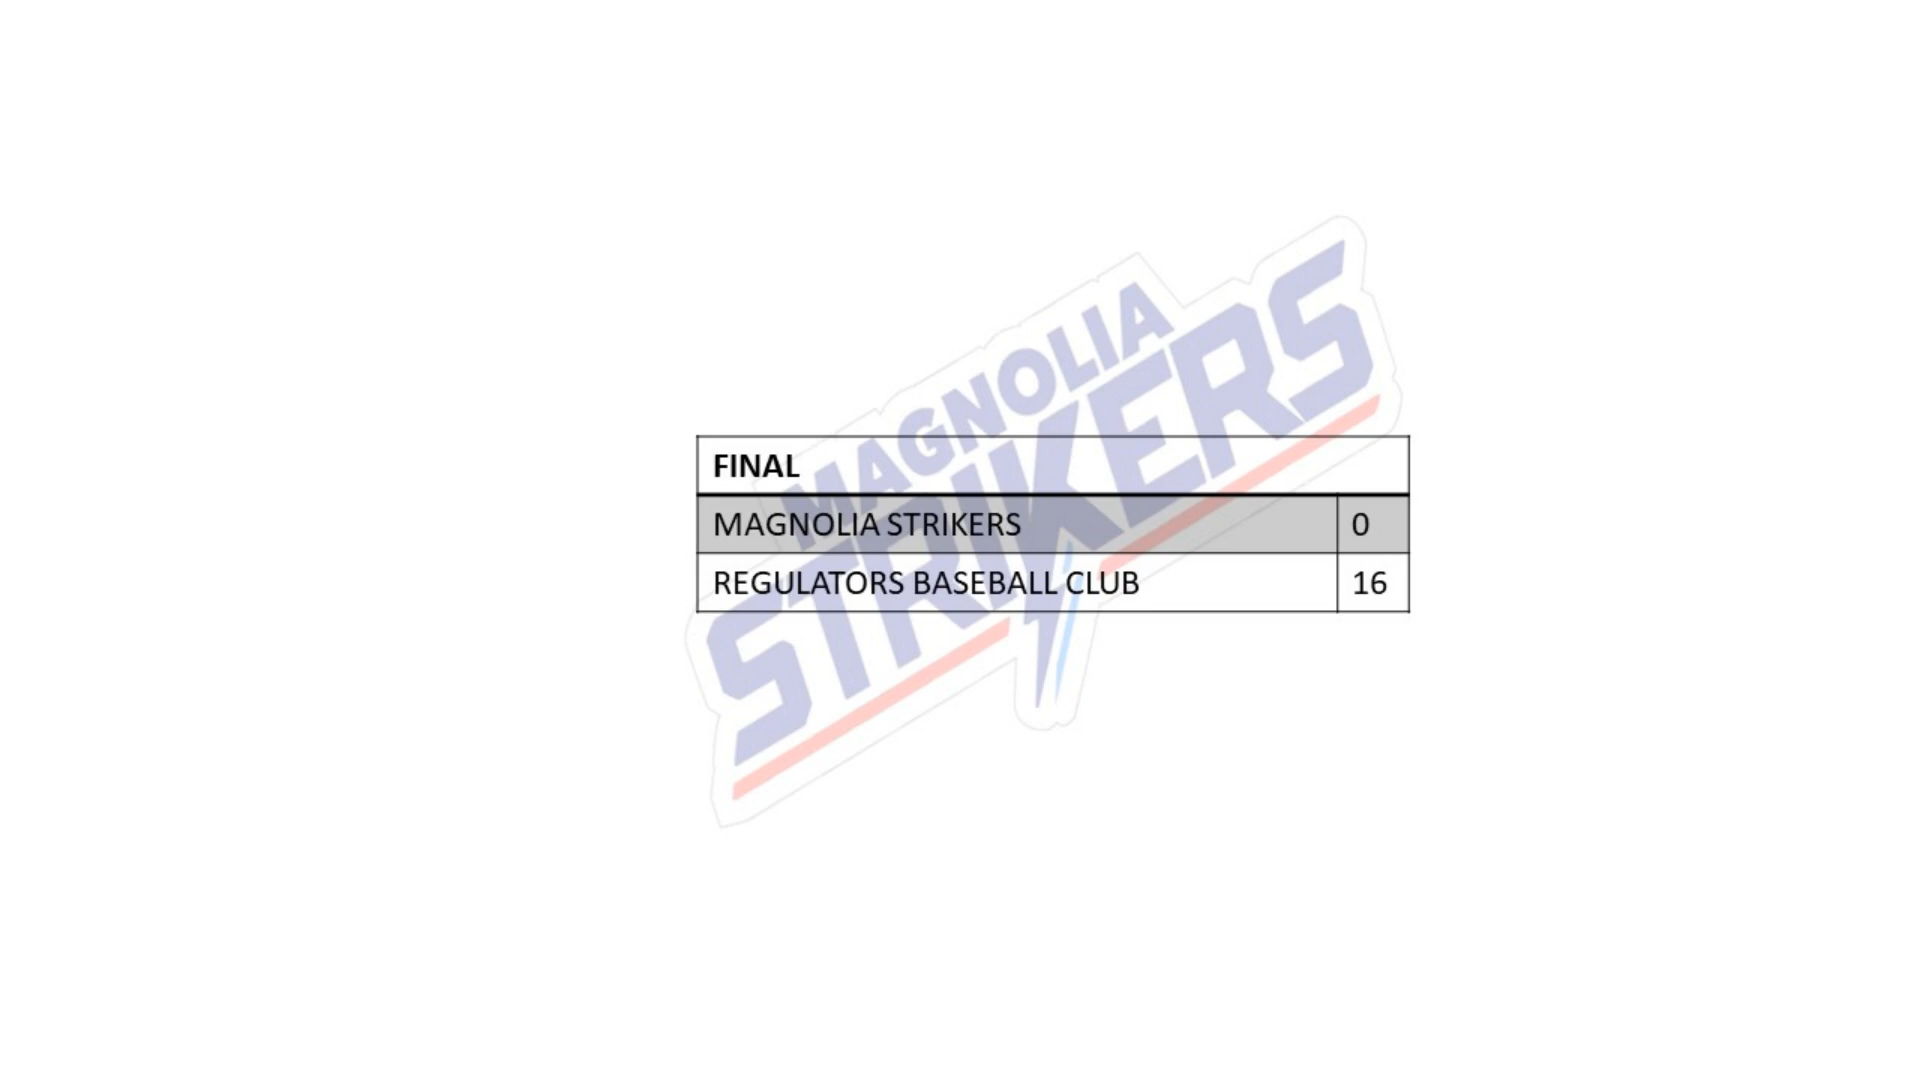 MAGNOLIA
STRIKERS
FINAL
MAGNOLIA STRIKERS 0
REGULATORS BASEBALL CLUB 16